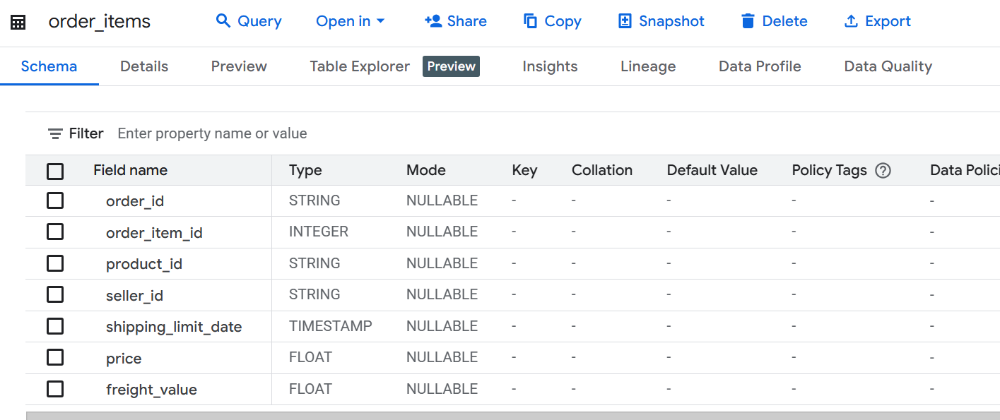 order_items Query Open in Share Copy Snapshot Delete Export
Schema Details Preview Table Explorer Preview Insights Lineage Data Profile Data Quality
Filter Enter property name or value
Field name Type Mode Key Collation Default Value Policy Tags ? Data Polici
order_id STRING NULLABLE - - - - -
order_item_id INTEGER NULLABLE - - - - -
product_id STRING NULLABLE - - - - -
seller_id STRING NULLABLE - - - - -
shipping_limit_date TIMESTAMP NULLABLE - - - - -
price FLOAT NULLABLE - - - - -
freight_value FLOAT NULLABLE - - - - -